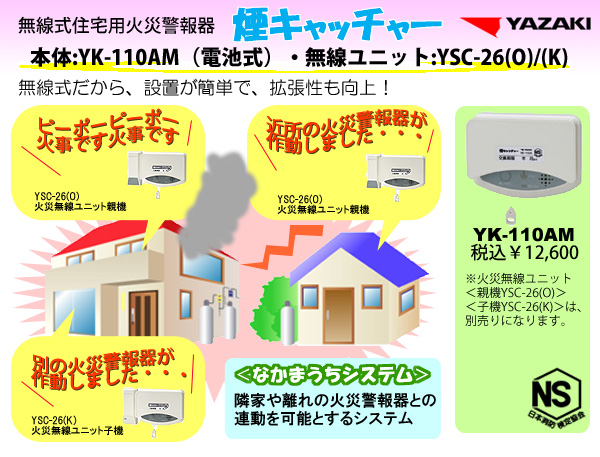 無線式住宅用火災警報器 煙キャッチャー YAZAKI
本体:YK-110AM（電池式）・無線ユニット:YSC-26(O)/(K)
無線式だから、設置が簡単で、拡張性も向上！
ピーポーピーポー
火事です火事です
YSC-26(O)
火災無線ユニット親機
近所の火災警報器が
作動しました・・・
YSC-26(O)
火災無線ユニット親機
NS
YK-110AM
税込￥12,600
※火災無線ユニット
＜親機YSC-26(O)＞
＜子機YSC-26(K)＞は、
別売りになります。
別の火災警報器が
作動しました・・・
YSC-26(K)
火災無線ユニット子機
＜なかまうちシステム＞
隣家や離れの火災警報器との
連動を可能とするシステム
NS
日本消防検定協会